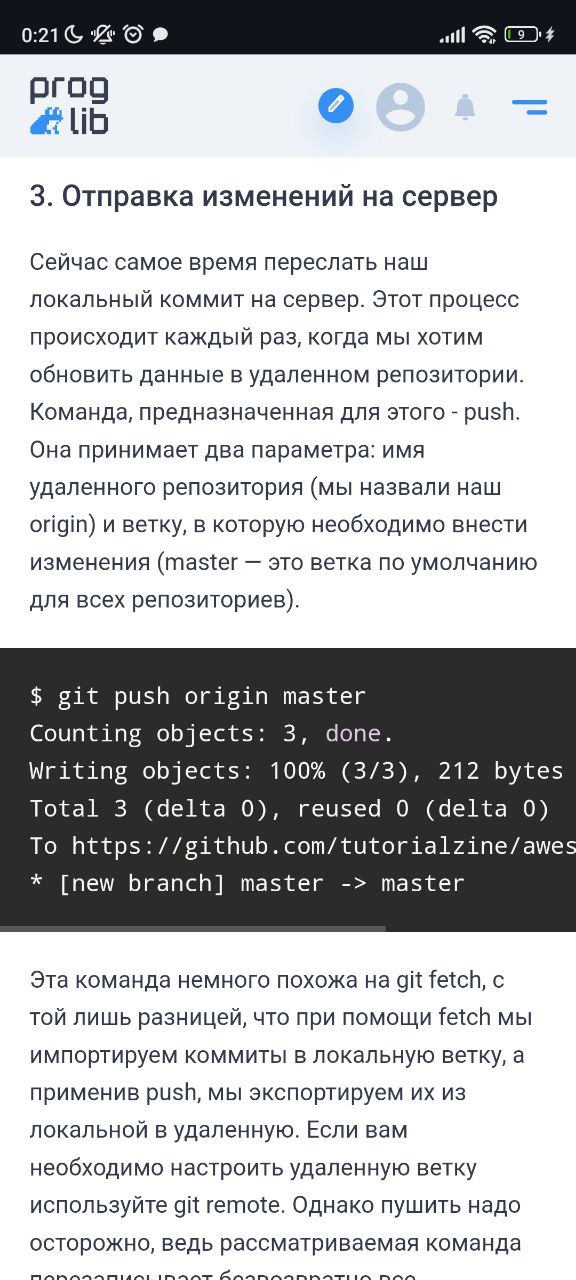 0:21
9
prog
lib
3. Отправка изменений на сервер
Сейчас самое время переслать наш
локальный коммит на сервер. Этот процесс
происходит каждый раз, когда мы хотим
обновить данные в удаленном репозитории.
Команда, предназначенная для этого - push.
Она принимает два параметра: имя
удаленного репозитория (мы назвали наш
origin) и ветку, в которую необходимо внести
изменения (master — это ветка по умолчанию
для всех репозиториев).
$ git push origin master
Counting objects: 3, done.
Writing objects: 100% (3/3), 212 bytes
Total 3 (delta 0), reused 0 (delta 0)
To https://github.com/tutorialzine/awes
* [new branch] master -> master
Эта команда немного похожа на git fetch, с
той лишь разницей, что при помощи fetch мы
импортируем коммиты в локальную ветку, а
применив push, мы экспортируем их из
локальной в удаленную. Если вам
необходимо настроить удаленную ветку
используйте git remote. Однако пушить надо
осторожно, ведь рассматриваемая команда
перезаписывает безвозвратно все